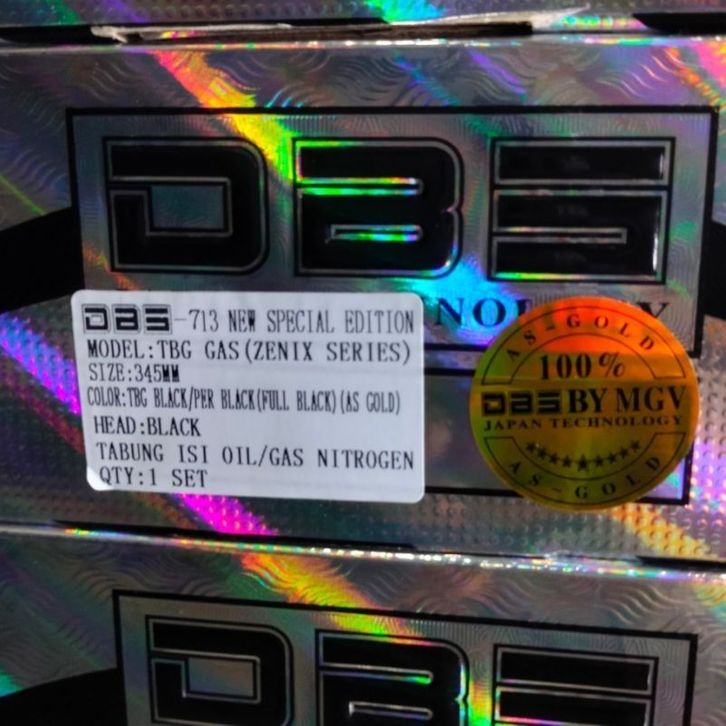 DBS
DBS-713 NEW SPECIAL EDITION
MODEL:TBG GAS(ZENIX SERIES)
SIZE:345MM
COLOR:TBG BLACK/PER BLACK(FULL BLACK)(AS GOLD)
HEAD:BLACK
TABUNG ISI OIL/GAS NITROGEN
QTY:1 SET
AS-GOLD
100%
DBS BY MGV
JAPAN TECHNOLOGY
AS-GOLD
DBS